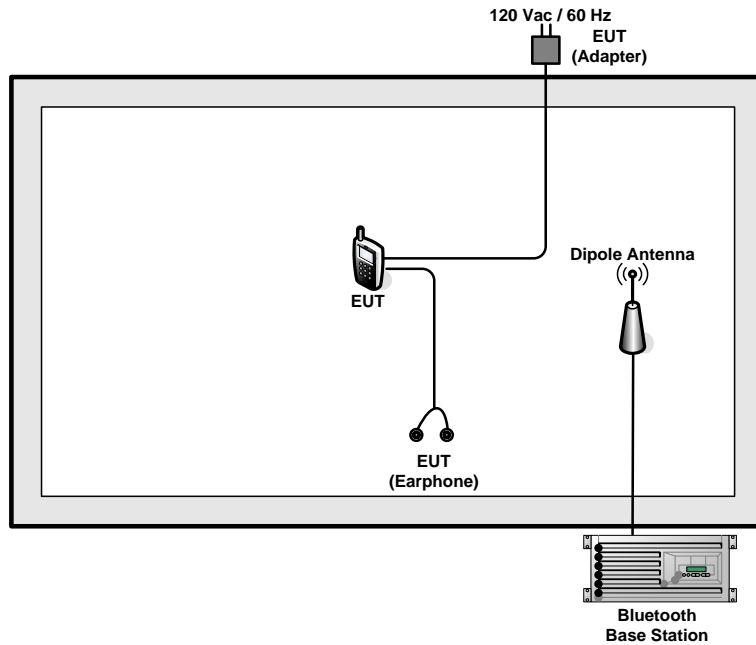 120 Vac / 60 Hz
EUT
(Adapter)
Dipole Antenna
EUT
EUT
(Earphone)
Bluetooth
Base Station